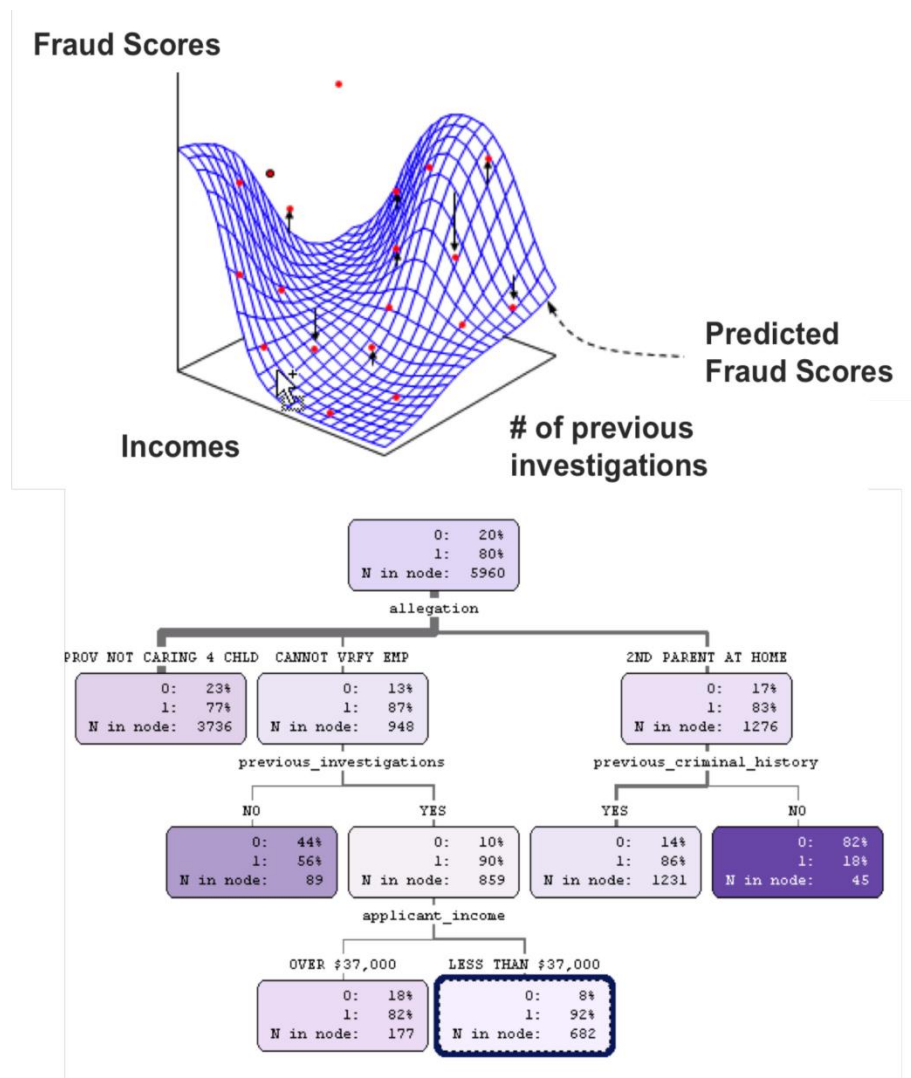 Fraud Scores
Predicted
Fraud Scores
Incomes
# of previous
investigations
0: 20%
1: 80%
N in node: 5960
allegation
PROV NOT CARING 4 CHLD CANNOT VRFY EMP 2ND PARENT AT HOME
0: 23% 0: 13% 0: 17%
1: 77% 1: 87% 1: 83%
N in node: 3736 N in node: 948 N in node: 1276
previous_investigations previous_criminal_history
NO YES YES NO
0: 44% 0: 10% 0: 14% 0: 82%
1: 56% 1: 90% 1: 86% 1: 18%
N in node: 89 N in node: 859 N in node: 1231 N in node: 45
applicant_income
OVER $37,000 LESS THAN $37,000
0: 18% 0: 8%
1: 82% 1: 92%
N in node: 177 N in node: 682